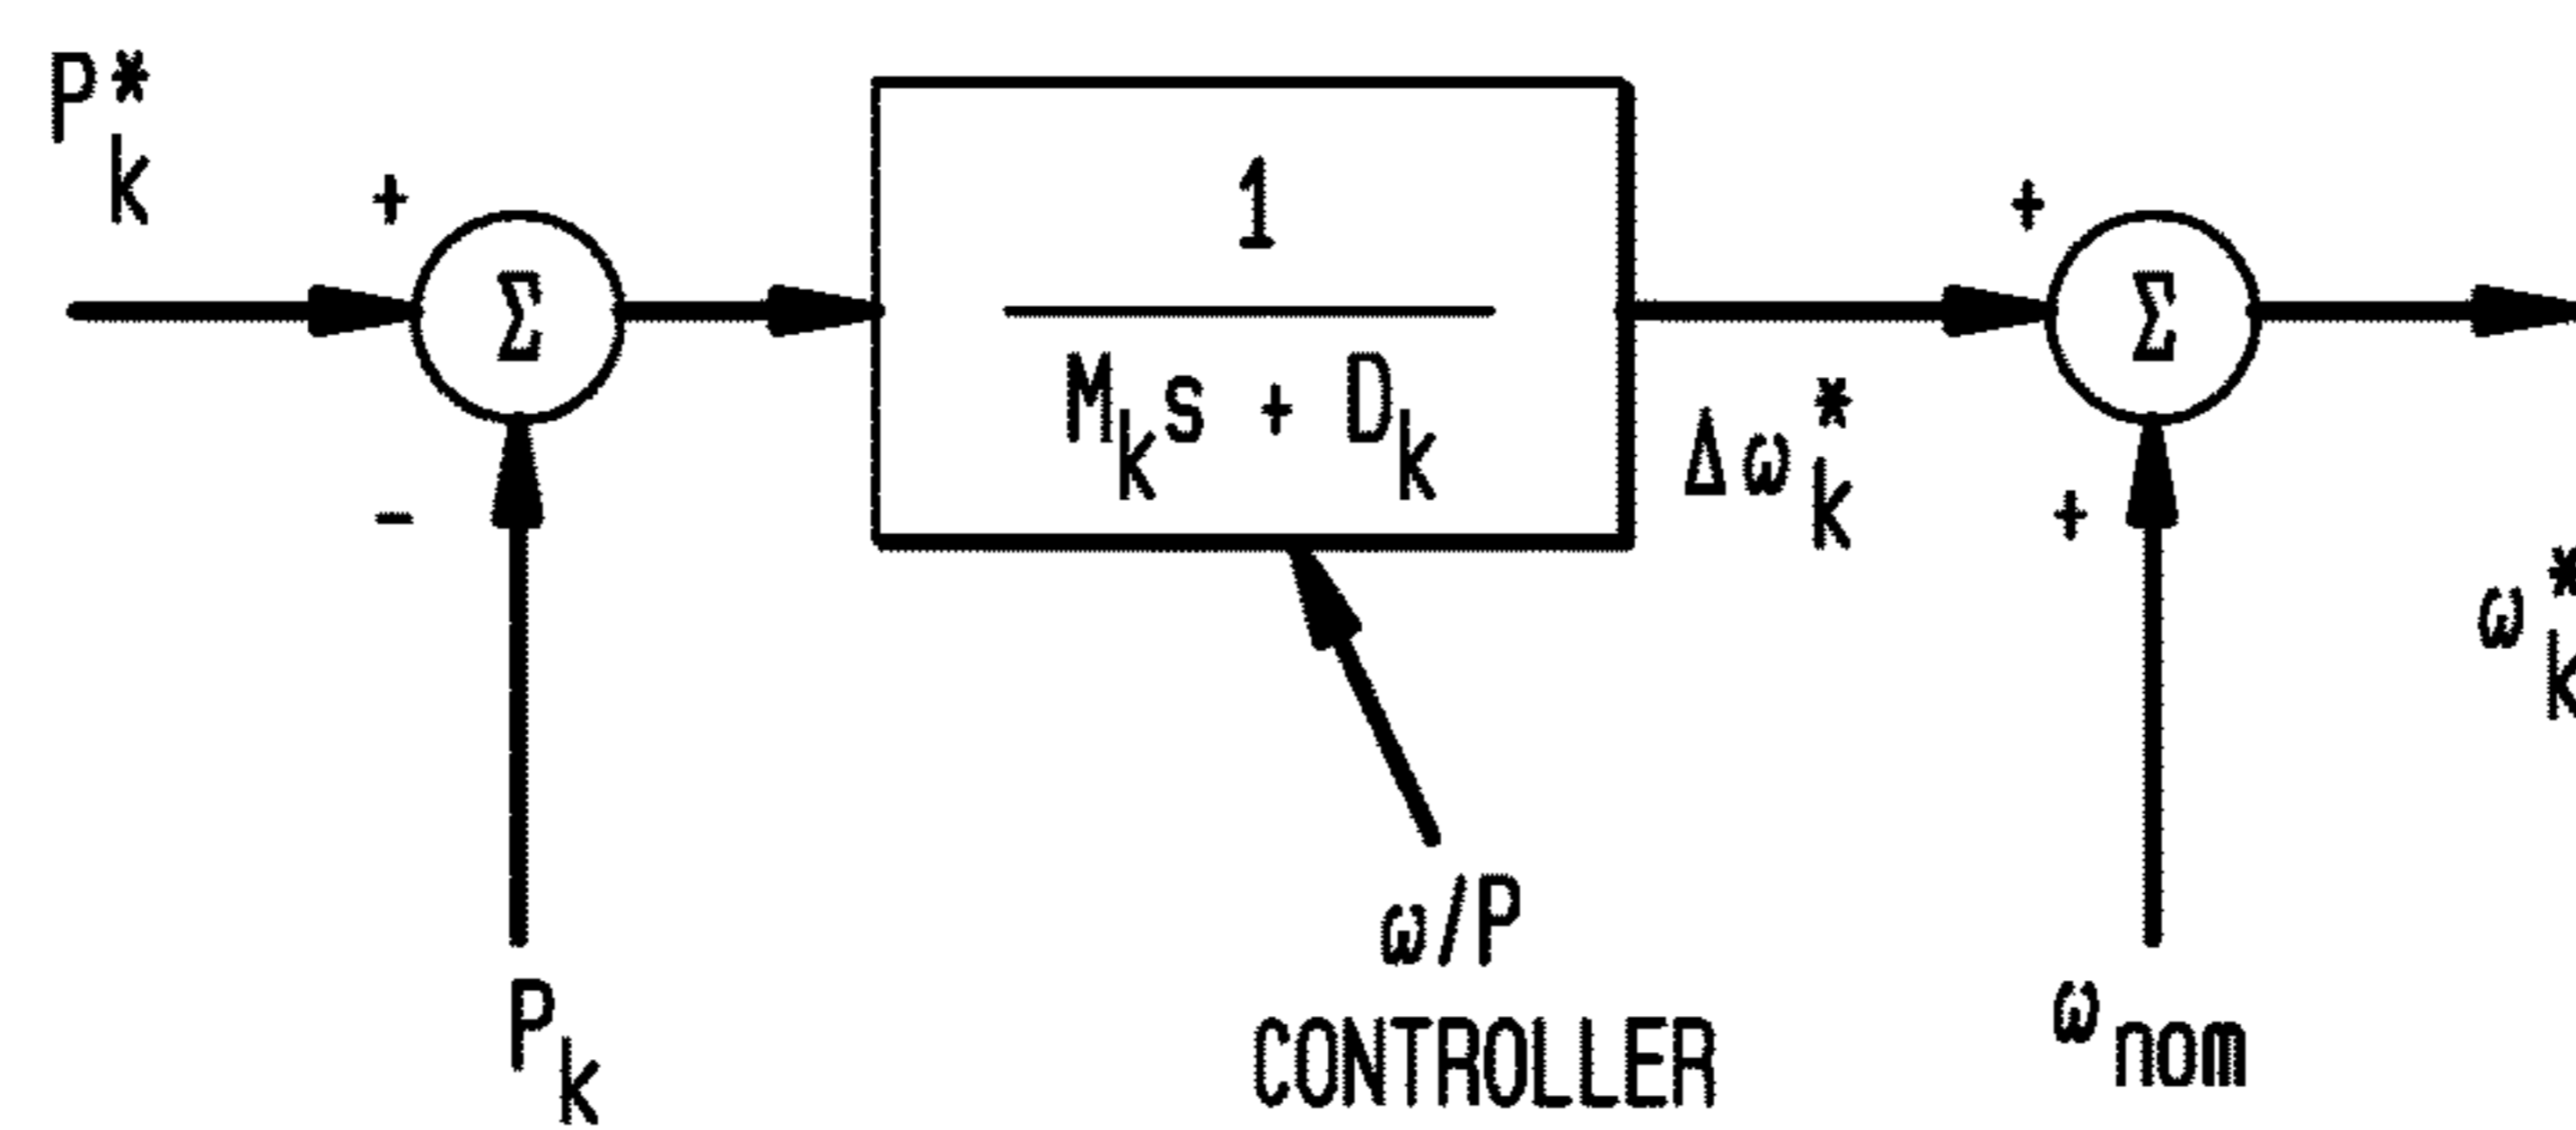 P*k
+
-
Σ
Pk
1
Mks + Dk
Δω*k
ω/P
CONTROLLER
+
+
Σ
ωnom
ω*k